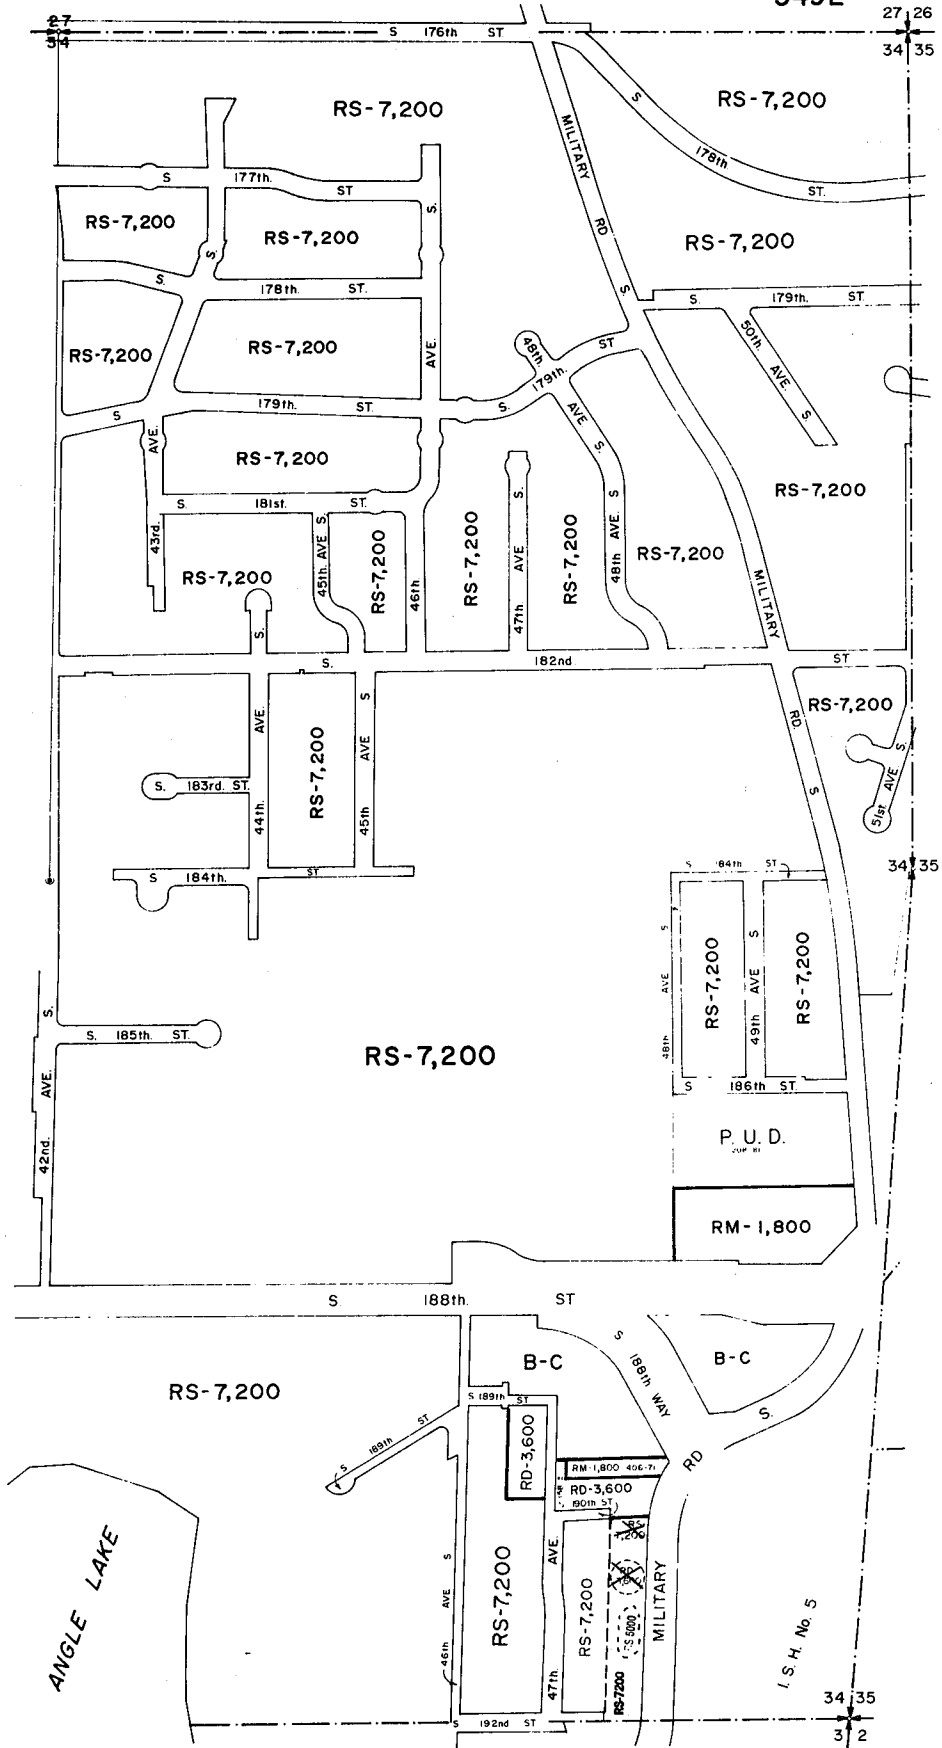 27 26
27
34
S 176th ST
34 35
RS-7,200
RS-7,200
MILITARY RD S.
S 178th ST.
S 177th. ST
RS-7,200
RS-7,200
S.
S.
RS-7,200
S. 178th. ST.
S. 179th. ST.
RS-7,200
RS-7,200
AVE.
48th.
50th. AVE. S.
S 179th. ST.
S. 179th. ST
AVE S.
RS-7,200
AVE.
RS-7,200
S. 181st. ST.
43rd.
RS-7,200
45th. AVE S.
RS-7,200
46th
RS-7,200
47th AVE S.
RS-7,200
48th AVE. S
RS-7,200
MILITARY RD. S
S.
S. 182nd ST
RS-7,200
44th AVE.
RS-7,200
45th AVE S
S. 183rd. ST.
51st AVE S.
S 184th. ST
S 184th ST
34 35
48th AVE S
RS-7,200
49th AVE S
RS-7,200
42nd. AVE. S.
S. 185th. ST.
RS-7,200
S 186th ST.
P. U. D.
RM-1,800
S. 188th. ST
B-C
S 188th WAY
B-C
RS-7,200
S 189th ST
S 189th ST
RD-3,600
RD S.
RM-1,800 406-71
RD-3,600
190th ST
RS
7,200
ANGLE LAKE
46th AVE S
RS-7,200
47th. AVE.
RS-7,200
RS 5000
RS-7200
MILITARY
I. S. H. No. 5
34 35
S 192nd ST
3 2